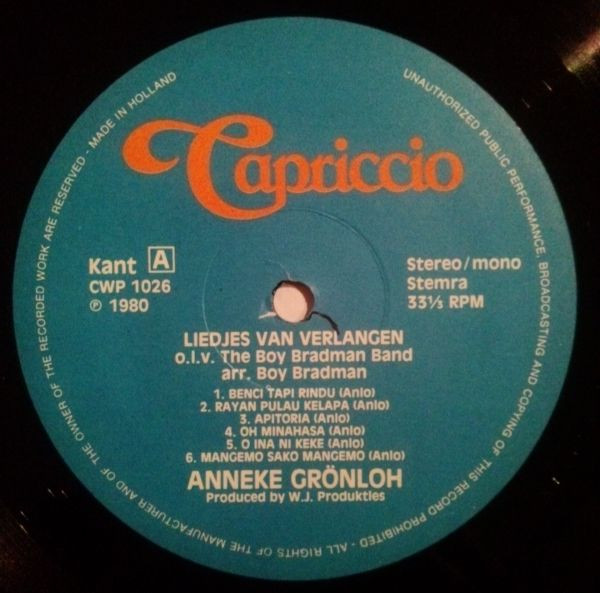 Capriccio
Kant A
CWP 1026
℗ 1980
Stereo/mono
Stemra
33⅓ RPM
LIEDJES VAN VERLANGEN
o.l.v. The Boy Bradman Band
arr. Boy Bradman
1. BENCI TAPI RINDU (Anlo)
2. RAYAN PULAU KELAPA (Anlo)
3. APITORIA (Anlo)
4. OH MINAHASA (Anlo)
5. O INA NI KEKE (Anlo)
6. MANGEMO SAKO MANGEMO (Anlo)
ANNEKE GRÖNLOH
Produced by W.J. Produkties
UNAUTHORIZED PUBLIC PERFORMANCE, BROADCASTING AND COPYING OF THIS RECORD PROHIBITED - ALL RIGHTS OF THE MANUFACTURER AND OF THE OWNER OF THE RECORDED WORK ARE RESERVED - MADE IN HOLLAND